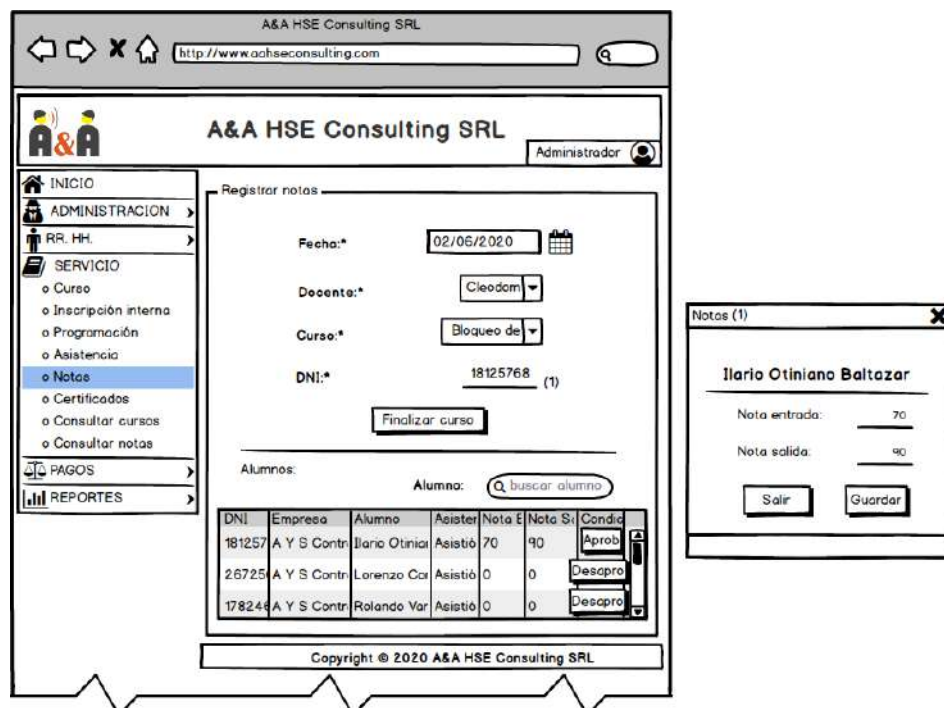 A&A HSE Consulting SRL
http://www.aahseconsulting.com
A&A
A&A HSE Consulting SRL
Administrador
INICIO
ADMINISTRACION
RR. HH.
SERVICIO
o Curso
o Inscripción interna
o Programación
o Asistencia
o Notas
o Certificados
o Consultar cursos
o Consultar notas
PAGOS
REPORTES
Registrar notas
Fecha:* 02/06/2020
Docente:* Cleodom
Curso:* Bloqueo de
DNI:* 18125768 (1)
Finalizar curso
Alumnos:
Alumno: buscar alumno
DNI Empresa Alumno Asister Nota E Nota S Condic
181257 A Y S Contr Ilario Otinia Asistió 70 90 Aprob
26725 A Y S Contr Lorenzo Cor Asistió 0 0 Desapro
17824 A Y S Contr Rolando Var Asistió 0 0 Desapro
Copyright © 2020 A&A HSE Consulting SRL
Notas (1)
Ilario Otiniano Baltazar
Nota entrada: 70
Nota salida: 90
Salir Guardar